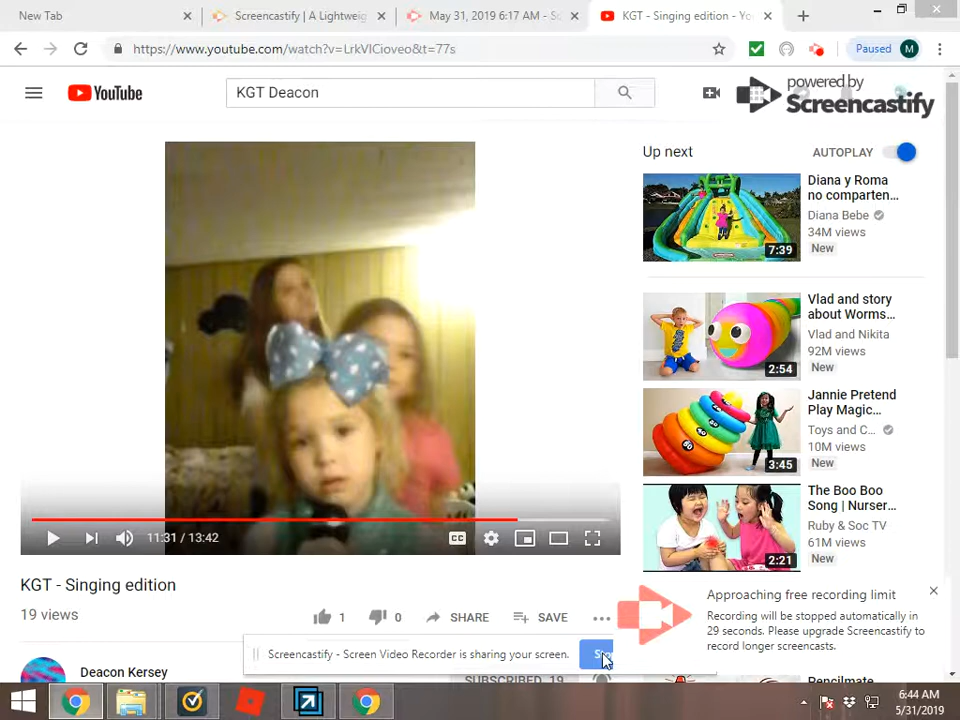 New Tab
Screencastify | A Lightweig
May 31, 2019 6:17 AM - Sc
KGT - Singing edition - You
https://www.youtube.com/watch?v=LrkVICioveo&t=77s
Paused
M
YouTube
KGT Deacon
powered by
Screencastify
Up next
AUTOPLAY
Diana y Roma
no comparten...
Diana Bebe
34M views
New
7:39
Vlad and story
about Worms...
Vlad and Nikita
92M views
New
2:54
Jannie Pretend
Play Magic...
Toys and C...
10M views
New
3:45
The Boo Boo
Song | Nurser...
Ruby & Soc TV
61M views
New
2:21
11:31 / 13:42
CC
KGT - Singing edition
19 views
1
0
SHARE
SAVE
Approaching free recording limit
Recording will be stopped automatically in
29 seconds. Please upgrade Screencastify to
record longer screencasts.
Screencastify - Screen Video Recorder is sharing your screen.
Deacon Kersey
SUBSCRIBED 19
Pencilmate
6:44 AM
5/31/2019